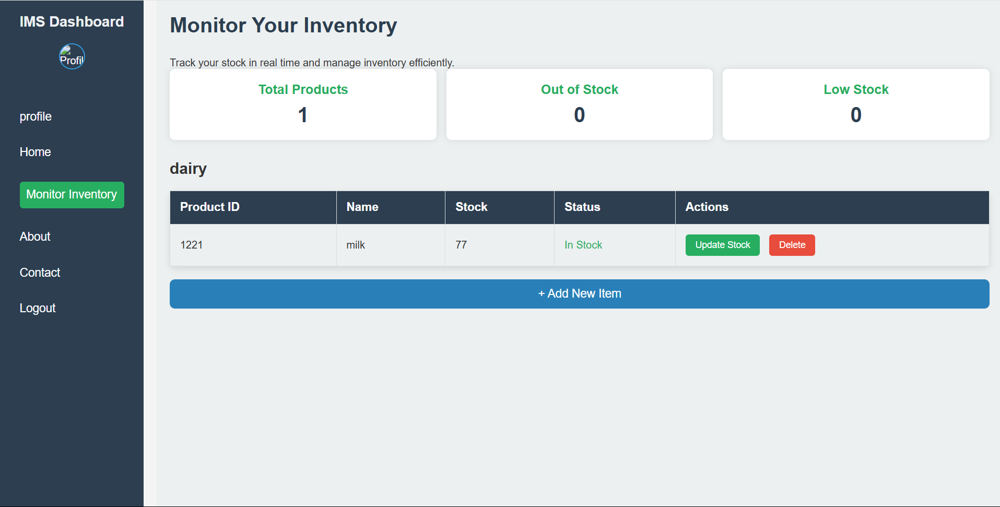 IMS Dashboard
Profil
profile
Home
Monitor Inventory
About
Contact
Logout
Monitor Your Inventory
Track your stock in real time and manage inventory efficiently.
Total Products
1
Out of Stock
0
Low Stock
0
dairy
Product ID Name Stock Status Actions
1221 milk 77 In Stock Update Stock Delete
+ Add New Item